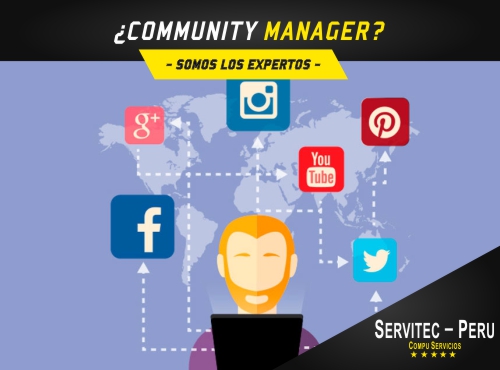 ¿COMMUNITY MANAGER?
- SOMOS LOS EXPERTOS -
g+
You
Tube
f
SERVITEC – PERU
COMPU SERVICIOS